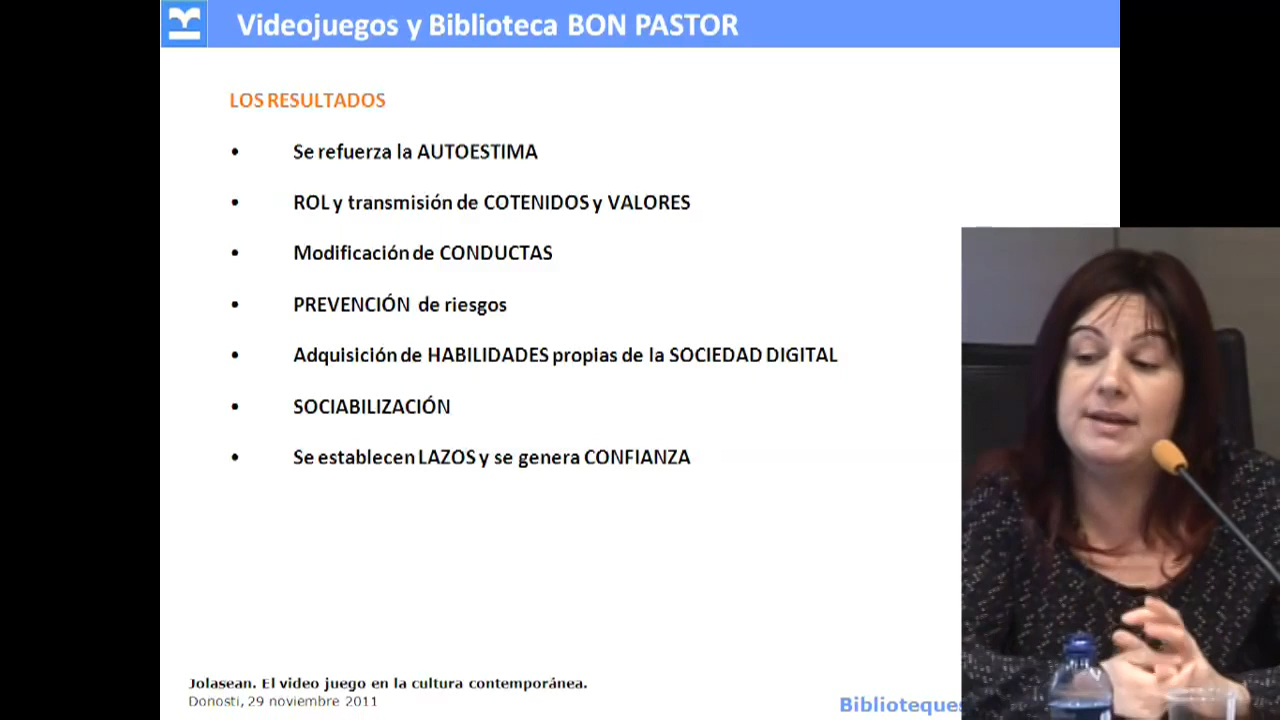 Videojuegos y Biblioteca BON PASTOR
LOS RESULTADOS
• Se refuerza la AUTOESTIMA
• ROL y transmisión de COTENIDOS y VALORES
• Modificación de CONDUCTAS
• PREVENCIÓN de riesgos
• Adquisición de HABILIDADES propias de la SOCIEDAD DIGITAL
• SOCIABILIZACIÓN
• Se establecen LAZOS y se genera CONFIANZA
Jolasean. El video juego en la cultura contemporánea.
Donosti, 29 noviembre 2011
Biblioteques